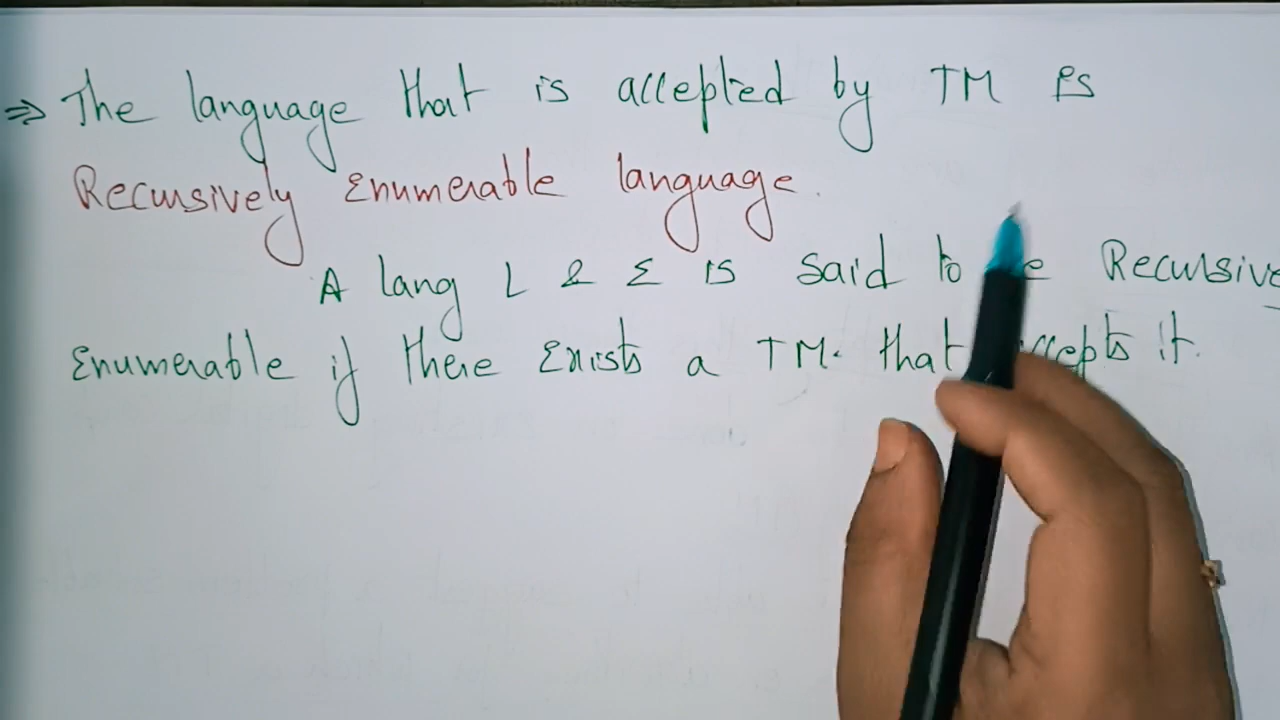 ⇒ The language that is accepted by TM is
Recursively Enumerable language.
A lang L & Σ is said to Recursive
Enumerable if there Exists a TM. that accepts it.